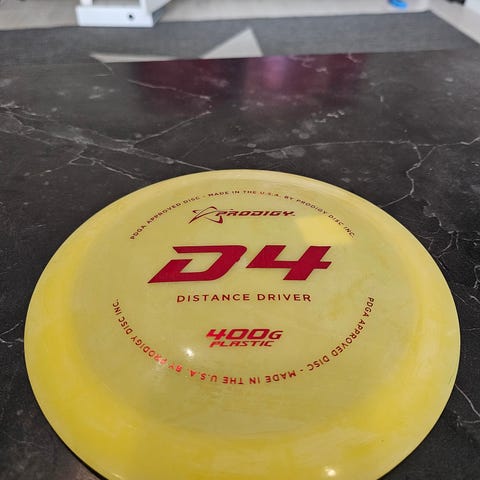 PDGA APPROVED DISC - MADE IN THE U.S.A. BY PRODIGY DISC INC.
PRODIGY
D4
DISTANCE DRIVER
400G
PLASTIC
PDGA APPROVED DISC - MADE IN THE U.S.A. BY PRODIGY DISC INC.